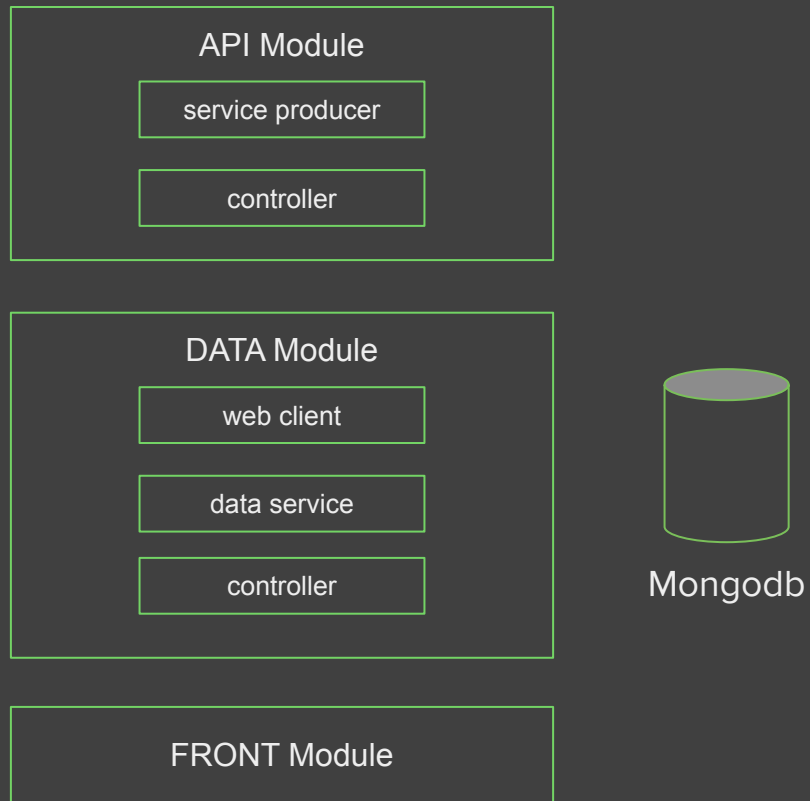 API Module
service producer
controller
DATA Module
web client
data service
controller
Mongodb
FRONT Module